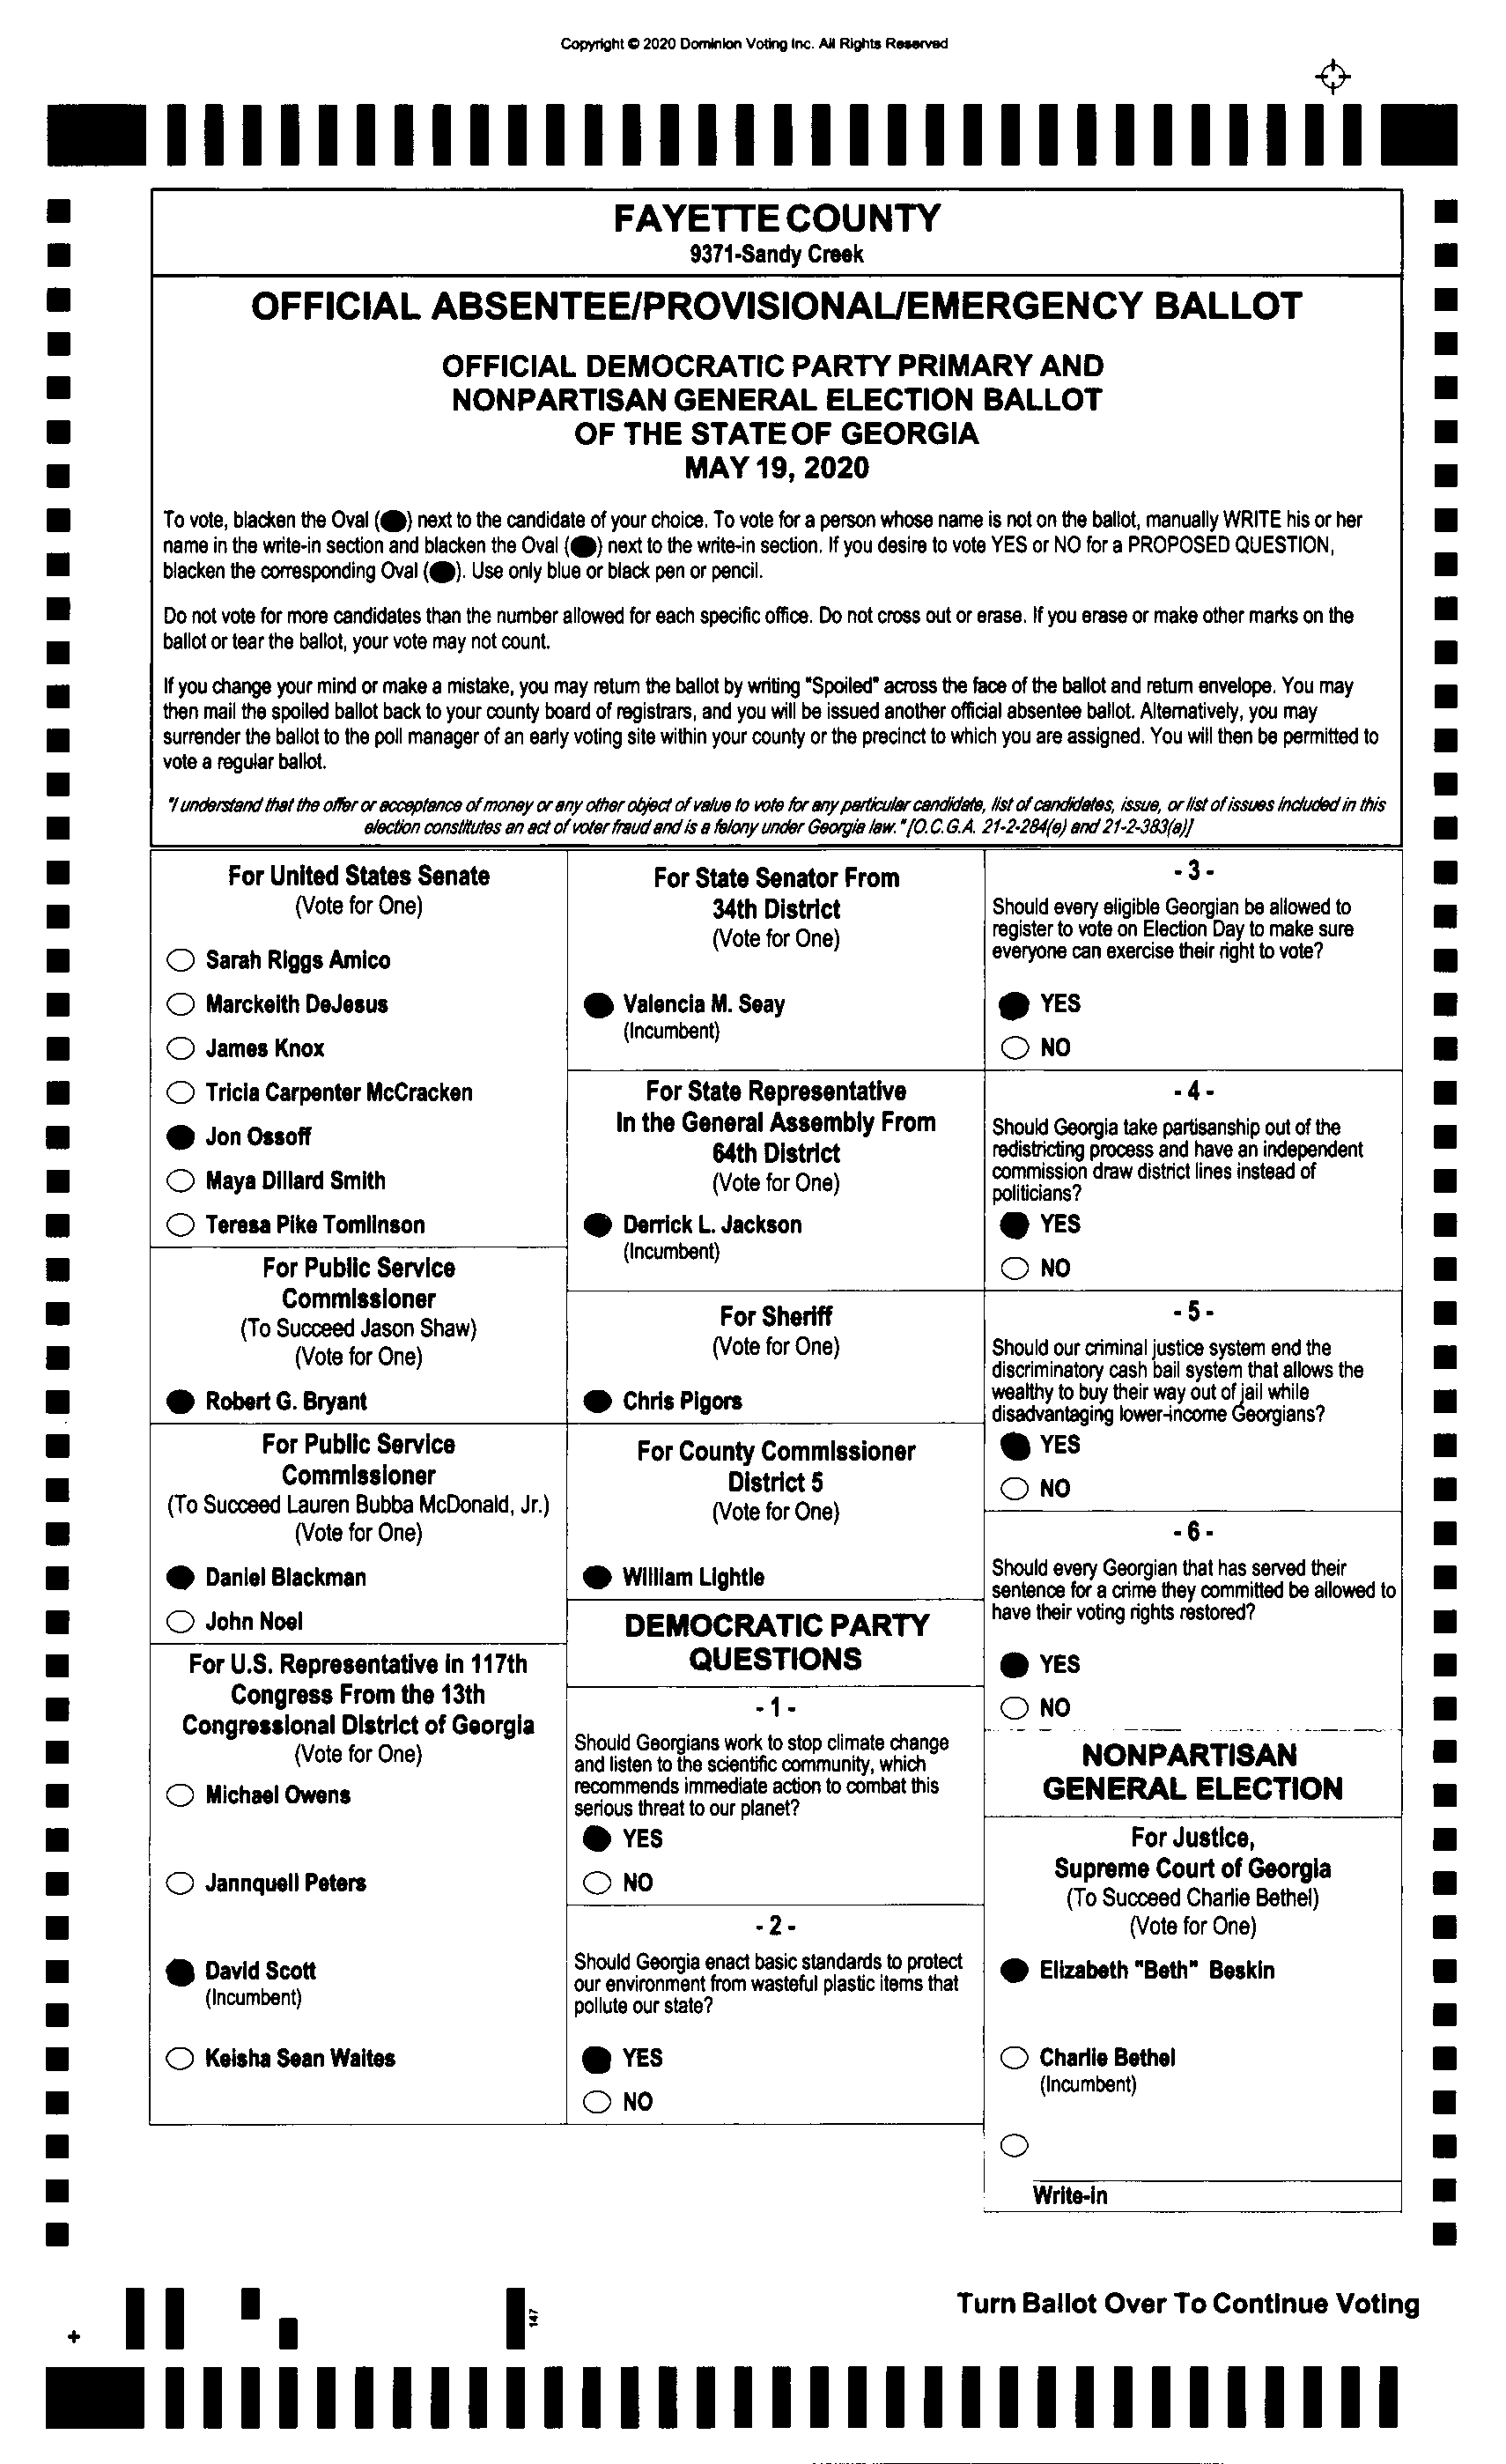 Copyright © 2020 Dominion Voting Inc. All Rights Reserved
FAYETTE COUNTY
9371-Sandy Creek
OFFICIAL ABSENTEE/PROVISIONAL/EMERGENCY BALLOT
OFFICIAL DEMOCRATIC PARTY PRIMARY AND
NONPARTISAN GENERAL ELECTION BALLOT
OF THE STATE OF GEORGIA
MAY 19, 2020
To vote, blacken the Oval (●) next to the candidate of your choice. To vote for a person whose name is not on the ballot, manually WRITE his or her
name in the write-in section and blacken the Oval (●) next to the write-in section. If you desire to vote YES or NO for a PROPOSED QUESTION,
blacken the corresponding Oval (●). Use only blue or black pen or pencil.
Do not vote for more candidates than the number allowed for each specific office. Do not cross out or erase. If you erase or make other marks on the
ballot or tear the ballot, your vote may not count.
If you change your mind or make a mistake, you may return the ballot by writing "Spoiled" across the face of the ballot and return envelope. You may
then mail the spoiled ballot back to your county board of registrars, and you will be issued another official absentee ballot. Alternatively, you may
surrender the ballot to the poll manager of an early voting site within your county or the precinct to which you are assigned. You will then be permitted to
vote a regular ballot.
"I understand that the offer or acceptance of money or any other object of value to vote for any particular candidate, list of candidates, issue, or list of issues included in this
election constitutes an act of voter fraud and is a felony under Georgia law." [O.C.G.A. 21-2-284(e) and 21-2-383(a)]
For United States Senate
(Vote for One)
Sarah Riggs Amico
Marckeith DeJesus
James Knox
Tricia Carpenter McCracken
Jon Ossoff
Maya Dillard Smith
Teresa Pike Tomlinson
For Public Service
Commissioner
(To Succeed Jason Shaw)
(Vote for One)
Robert G. Bryant
For Public Service
Commissioner
(To Succeed Lauren Bubba McDonald, Jr.)
(Vote for One)
Daniel Blackman
John Noel
For U.S. Representative in 117th
Congress From the 13th
Congressional District of Georgia
(Vote for One)
Michael Owens
Jannquell Peters
David Scott
(Incumbent)
Keisha Sean Waites
For State Senator From
34th District
(Vote for One)
Valencia M. Seay
(Incumbent)
For State Representative
In the General Assembly From
64th District
(Vote for One)
Derrick L. Jackson
(Incumbent)
For Sheriff
(Vote for One)
Chris Pigors
For County Commissioner
District 5
(Vote for One)
William Lightle
DEMOCRATIC PARTY
QUESTIONS
- 1 -
Should Georgians work to stop climate change
and listen to the scientific community, which
recommends immediate action to combat this
serious threat to our planet?
YES
NO
- 2 -
Should Georgia enact basic standards to protect
our environment from wasteful plastic items that
pollute our state?
YES
NO
- 3 -
Should every eligible Georgian be allowed to
register to vote on Election Day to make sure
everyone can exercise their right to vote?
YES
NO
- 4 -
Should Georgia take partisanship out of the
redistricting process and have an independent
commission draw district lines instead of
politicians?
YES
NO
- 5 -
Should our criminal justice system end the
discriminatory cash bail system that allows the
wealthy to buy their way out of jail while
disadvantaging lower-income Georgians?
YES
NO
- 6 -
Should every Georgian that has served their
sentence for a crime they committed be allowed to
have their voting rights restored?
YES
NO
NONPARTISAN
GENERAL ELECTION
For Justice,
Supreme Court of Georgia
(To Succeed Charlie Bethel)
(Vote for One)
Elizabeth "Beth" Beskin
Charlie Bethel
(Incumbent)
Write-in
147
Turn Ballot Over To Continue Voting